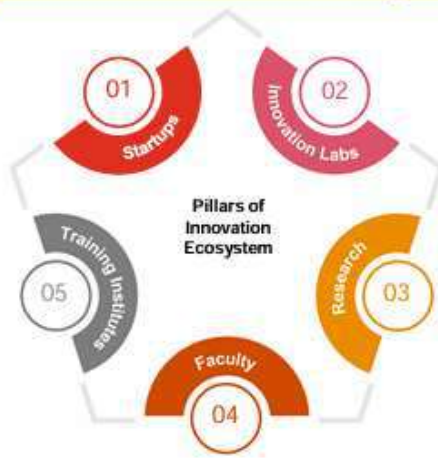 01
Startups
02
Innovation Labs
Pillars of
Innovation
Ecosystem
03
Research
04
Faculty
05
Training Institutes